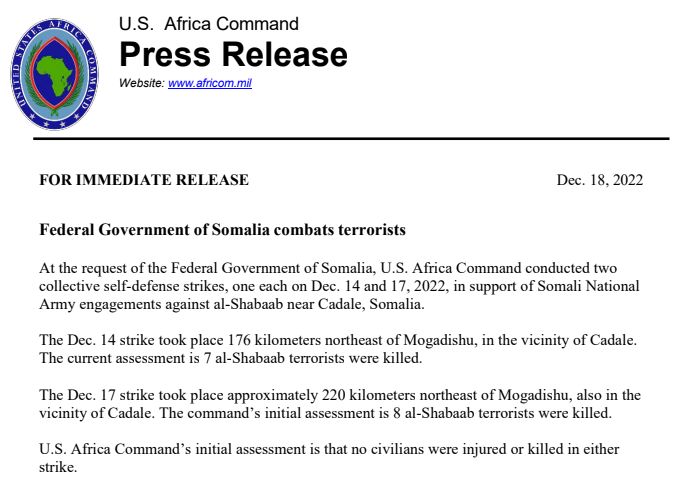 UNITED STATES AFRICA COMMAND
U.S. Africa Command
Press Release
Website: www.africom.mil
FOR IMMEDIATE RELEASE Dec. 18, 2022
Federal Government of Somalia combats terrorists
At the request of the Federal Government of Somalia, U.S. Africa Command conducted two
collective self-defense strikes, one each on Dec. 14 and 17, 2022, in support of Somali National
Army engagements against al-Shabaab near Cadale, Somalia.
The Dec. 14 strike took place 176 kilometers northeast of Mogadishu, in the vicinity of Cadale.
The current assessment is 7 al-Shabaab terrorists were killed.
The Dec. 17 strike took place approximately 220 kilometers northeast of Mogadishu, also in the
vicinity of Cadale. The command’s initial assessment is 8 al-Shabaab terrorists were killed.
U.S. Africa Command’s initial assessment is that no civilians were injured or killed in either
strike.